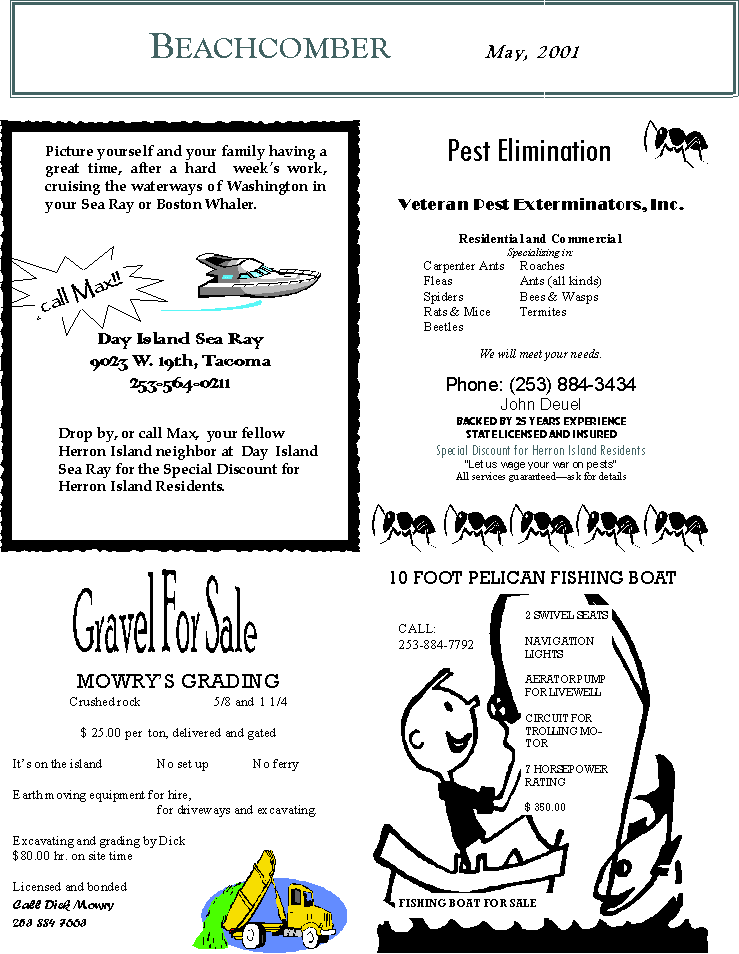 BEACHCOMBER
May, 2001
Picture yourself and your family having a
great time, after a hard week's work,
cruising the waterways of Washington in
your Sea Ray or Boston Whaler.
call Max!!
Day Island Sea Ray
9023 W. 19th, Tacoma
253-564-0211
Drop by, or call Max, your fellow
Herron Island neighbor at Day Island
Sea Ray for the Special Discount for
Herron Island Residents.
Pest Elimination
Veteran Pest Exterminators, Inc.
Residential and Commercial
Specializing in:
Carpenter Ants Roaches
Fleas Ants (all kinds)
Spiders Bees & Wasps
Rats & Mice Termites
Beetles
We will meet your needs.
Phone: (253) 884-3434
John Deuel
BACKED BY 25 YEARS EXPERIENCE
STATE LICENSED AND INSURED
Special Discount for Herron Island Residents
"Let us wage your war on pests"
All services guaranteed—ask for details
Gravel For Sale
MOWRY'S GRADING
Crushed rock 5/8 and 1 1/4
$ 25.00 per ton, delivered and gated
It's on the island No set up No ferry
Earth moving equipment for hire,
for driveways and excavating.
Excavating and grading by Dick
$80.00 hr. on site time
Licensed and bonded
Call Dick Mowry
253 884 7663
10 FOOT PELICAN FISHING BOAT
CALL:
253-884-7792
2 SWIVEL SEATS
NAVIGATION
LIGHTS
AERATOR PUMP
FOR LIVEWELL
CIRCUIT FOR
TROLLING MO-
TOR
7 HORSEPOWER
RATING
$ 350.00
FISHING BOAT FOR SALE